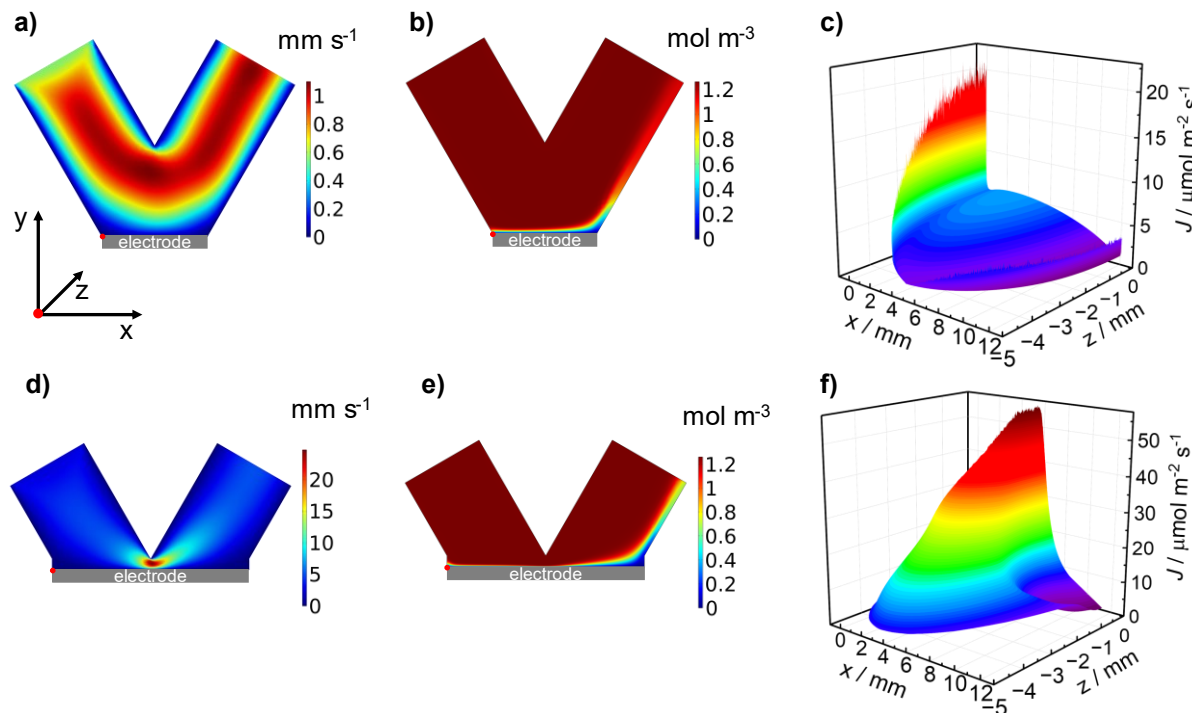 a)
mm s-1
1
0.8
0.6
0.4
0.2
0
electrode
y
z
x
b)
mol m-3
1.2
1
0.8
0.6
0.4
0.2
0
electrode
c)
20
15
10
5
0
J / μmol m-2 s-1
0
2
4
6
8
10
12
x / mm
−5
−4
−3
−2
−1
0
z / mm
d)
mm s-1
20
15
10
5
0
electrode
e)
mol m-3
1.2
1
0.8
0.6
0.4
0.2
0
electrode
f)
50
40
30
20
10
0
J / μmol m-2 s-1
0
2
4
6
8
10
12
x / mm
−5
−4
−3
−2
−1
0
z / mm